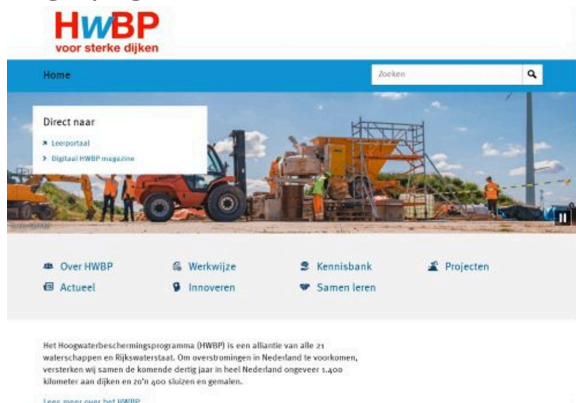 HWBP
voor sterke dijken
Home
Zoeken
Direct naar
Leerportaal
Digitaal HWBP magazine
Over HWBP
Werkwijze
Kennisbank
Projecten
Actueel
Innoveren
Samen leren
Het Hoogwaterbeschermingsprogramma (HWBP) is een alliantie van alle 21
waterschappen en Rijkswaterstaat. Om overstromingen in Nederland te voorkomen,
versterken wij samen de komende dertig jaar in heel Nederland ongeveer 1.400
kilometer aan dijken en zo'n 400 sluizen en gemalen.
Lees meer over het HWBP